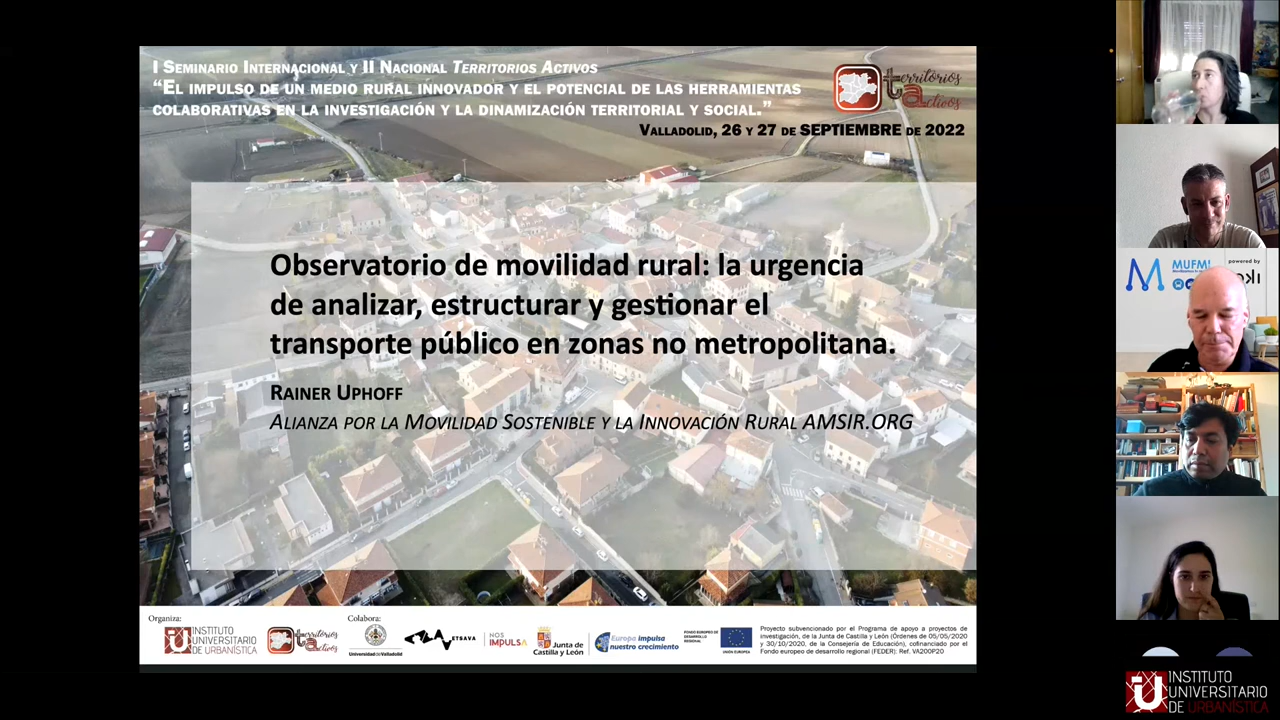 I Seminario Internacional y II Nacional Territorios Activos
“El impulso de un medio rural innovador y el potencial de las herramientas
colaborativas en la investigación y la dinamización territorial y social.”
Valladolid, 26 y 27 de SEPTIEMBRE de 2022
territórios
activos
Observatorio de movilidad rural: la urgencia
de analizar, estructurar y gestionar el
transporte público en zonas no metropolitana.
Rainer Uphoff
Alianza por la Movilidad Sostenible y la Innovación Rural AMSIR.ORG
Organiza:
INSTITUTO
UNIVERSITARIO
DE URBANÍSTICA
territórios
activos
Colabora:
Universidad de Valladolid
ETSAVA
NOS
IMPULSA
Junta de
Castilla y León
Europa impulsa
nuestro crecimiento
FONDO EUROPEO DE
DESARROLLO
REGIONAL
UNIÓN EUROPEA
Proyecto subvencionado por el Programa de apoyo a proyectos de
investigación, de la Junta de Castilla y León (Órdenes de 05/05/2020
y 30/10/2020, de la Consejería de Educación), cofinanciado por el
Fondo europeo de desarrollo regional (FEDER); Ref. VA200P20
MUFMI
powered by
INSTITUTO
UNIVERSITARIO
DE URBANÍSTICA